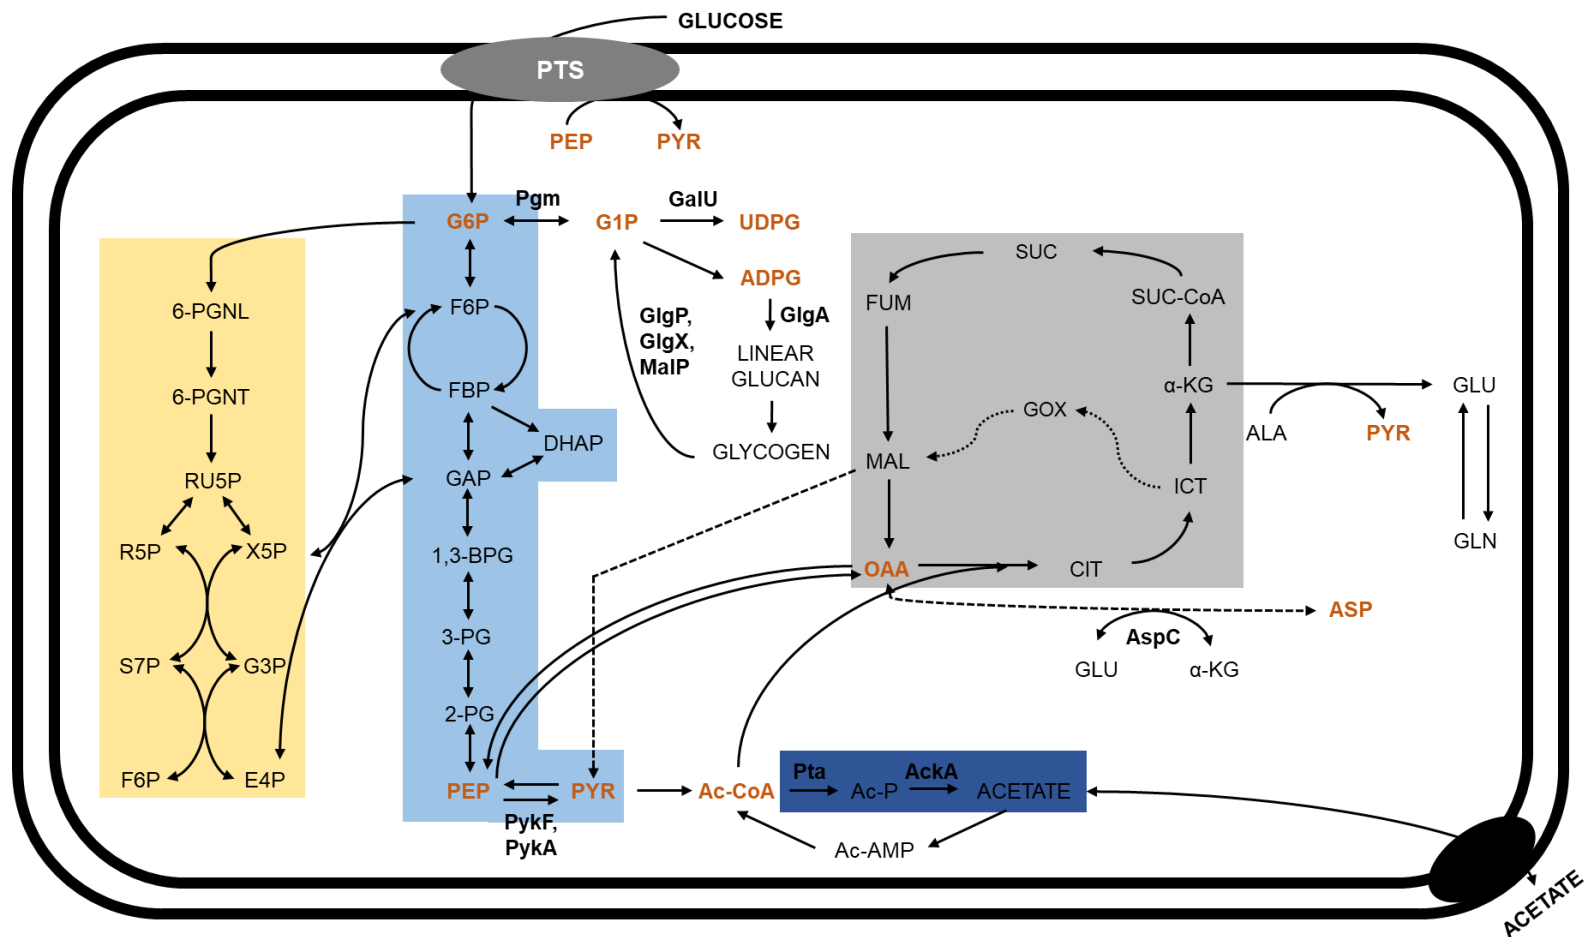 GLUCOSE
PTS
PEP
PYR
G6P
Pgm
G1P
GalU
UDPG
ADPG
GlgA
GlgP,
GlgX,
MalP
LINEAR
GLUCAN
GLYCOGEN
6-PGNL
6-PGNT
RU5P
R5P
X5P
S7P
G3P
F6P
E4P
F6P
FBP
DHAP
GAP
1,3-BPG
3-PG
2-PG
PEP
PYR
PykF,
PykA
SUC
FUM
SUC-CoA
α-KG
GOX
MAL
ICT
OAA
CIT
GLU
ALA
PYR
GLN
ASP
AspC
GLU
α-KG
Ac-CoA
Pta
Ac-P
AckA
ACETATE
Ac-AMP
ACETATE